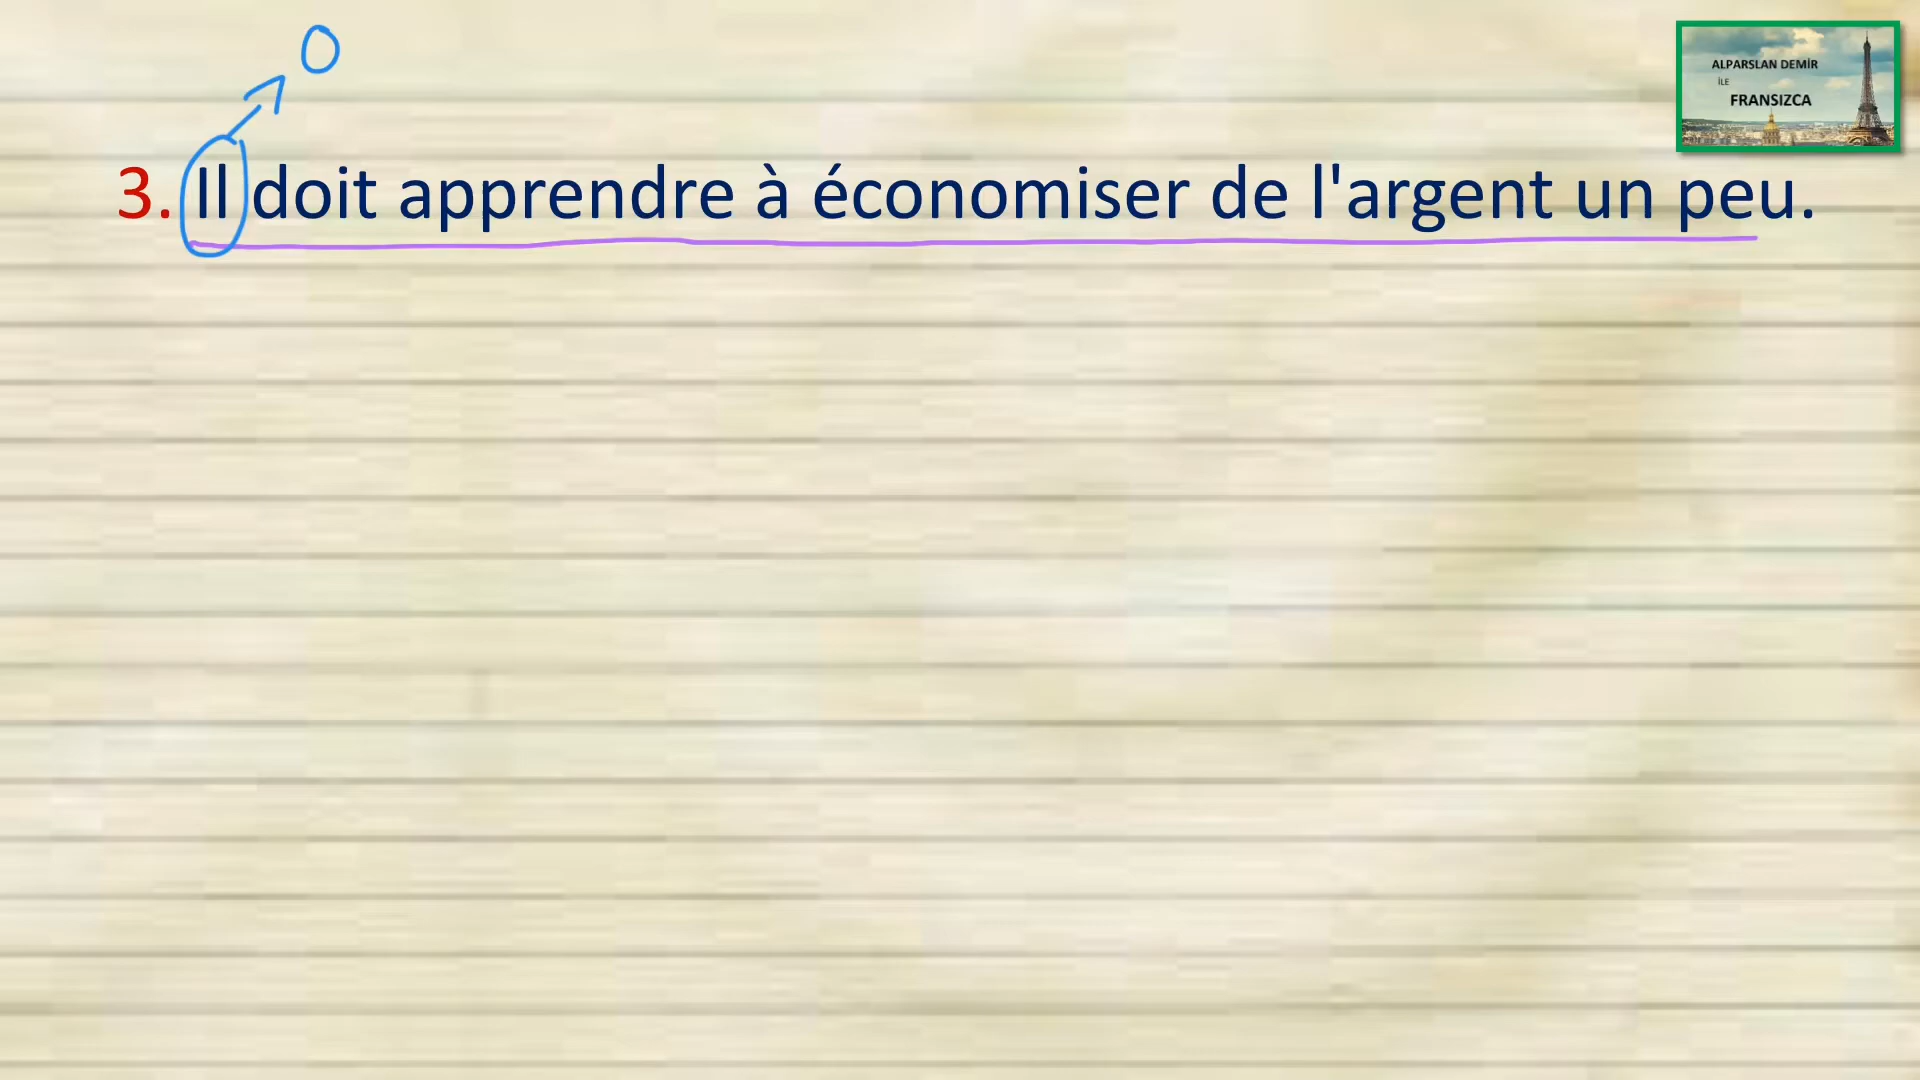 O
ALPARSLAN DEMİR
İLE
FRANSIZCA
3. Il doit apprendre à économiser de l'argent un peu.